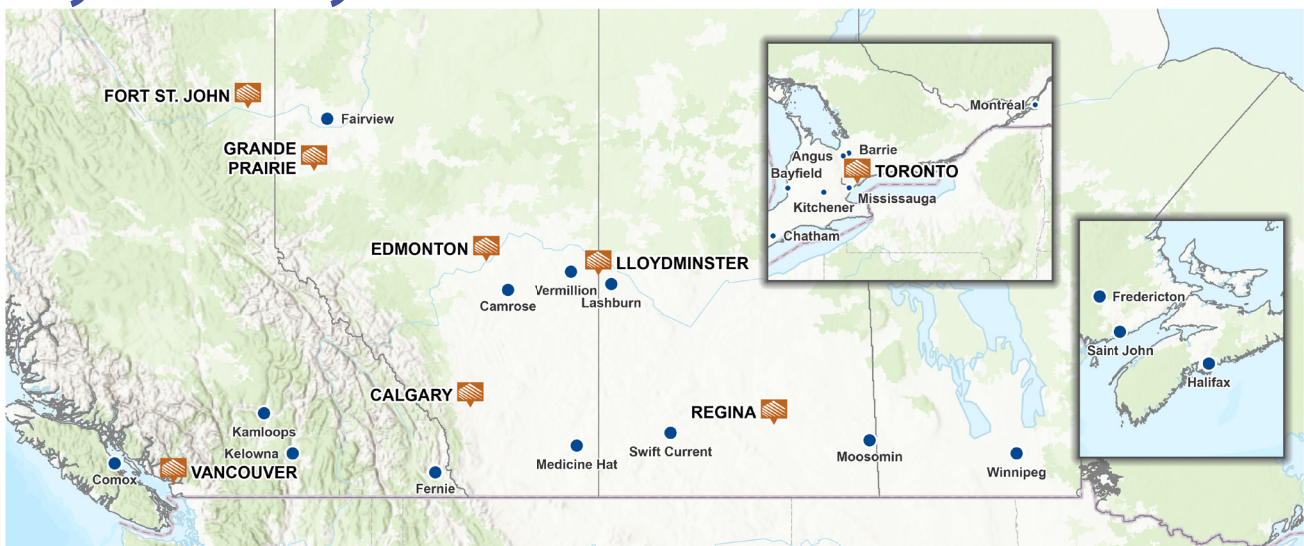 FORT ST. JOHN
Fairview
GRANDE
PRAIRIE
EDMONTON
LLOYDMINSTER
Vermillion
Lashburn
Camrose
CALGARY
REGINA
Kamloops
Kelowna
VANCOUVER
Comox
Fernie
Medicine Hat
Swift Current
Moosomin
Winnipeg
Montréal
Barrie
Angus
TORONTO
Bayfield
Mississauga
Kitchener
Chatham
Fredericton
Saint John
Halifax